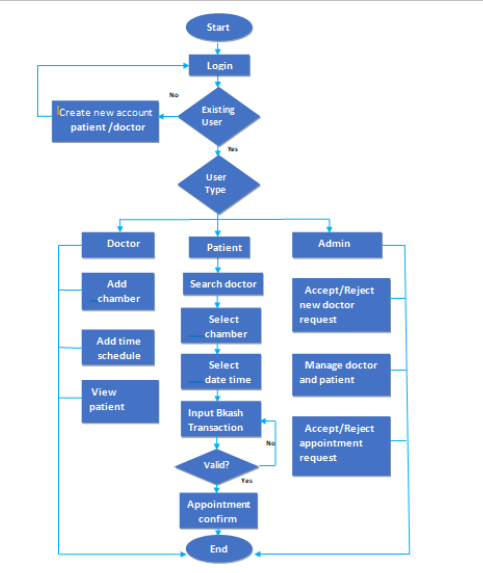 Start
Login
No
Existing
User
Create new account
patient /doctor
Yes
User
Type
Doctor
Patient
Admin
Add
chamber
Search doctor
Accept/Reject
new doctor
request
Select
chamber
Add time
schedule
Select
date time
Manage doctor
and patient
View
patient
Input Bkash
Transaction
Accept/Reject
appointment
request
No
Valid?
Yes
Appointment
confirm
End